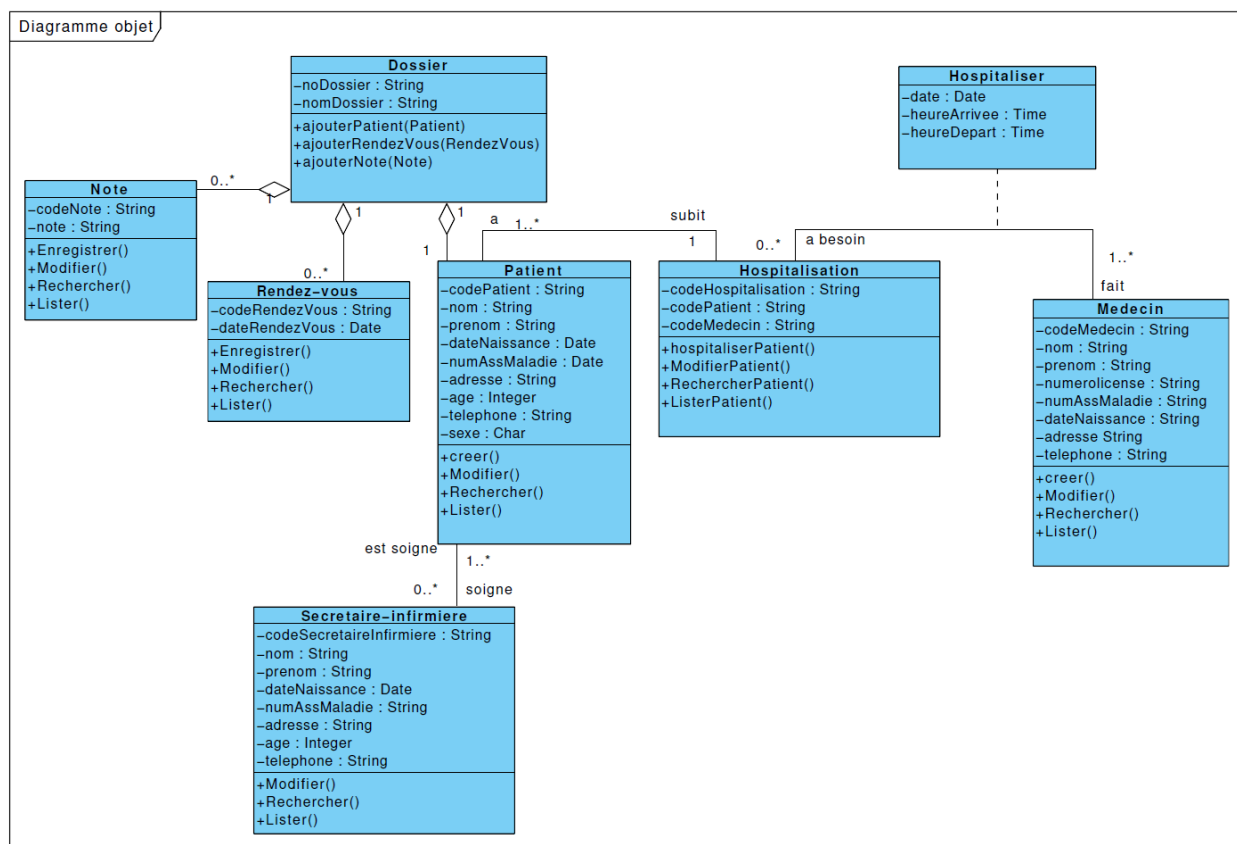 Diagramme objet
Dossier
−noDossier : String
−nomDossier : String
+ajouterPatient(Patient)
+ajouterRendezVous(RendezVous)
+ajouterNote(Note)
Hospitaliser
−date : Date
−heureArrivee : Time
−heureDepart : Time
0..*
1
Note
−codeNote : String
−note : String
+Enregistrer()
+Modifier()
+Rechercher()
+Lister()
1
0..*
Rendez−vous
−codeRendezVous : String
−dateRendezVous : Date
+Enregistrer()
+Modifier()
+Rechercher()
+Lister()
1
1
a
1..*
subit
1
Patient
−codePatient : String
−nom : String
−prenom : String
−dateNaissance : Date
−numAssMaladie : Date
−adresse : String
−age : Integer
−telephone : String
−sexe : Char
+creer()
+Modifier()
+Rechercher()
+Lister()
0..*
a besoin
Hospitalisation
−codeHospitalisation : String
−codePatient : String
−codeMedecin : String
+hospitaliserPatient()
+ModifierPatient()
+RechercherPatient()
+ListerPatient()
1..*
fait
Medecin
−codeMedecin : String
−nom : String
−prenom : String
−numerolicense : String
−numAssMaladie : String
−dateNaissance : String
−adresse String
−telephone : String
+creer()
+Modifier()
+Rechercher()
+Lister()
est soigne
1..*
0..*
soigne
Secretaire−infirmiere
−codeSecretaireInfirmiere : String
−nom : String
−prenom : String
−dateNaissance : Date
−numAssMaladie : String
−adresse : String
−age : Integer
−telephone : String
+Modifier()
+Rechercher()
+Lister()